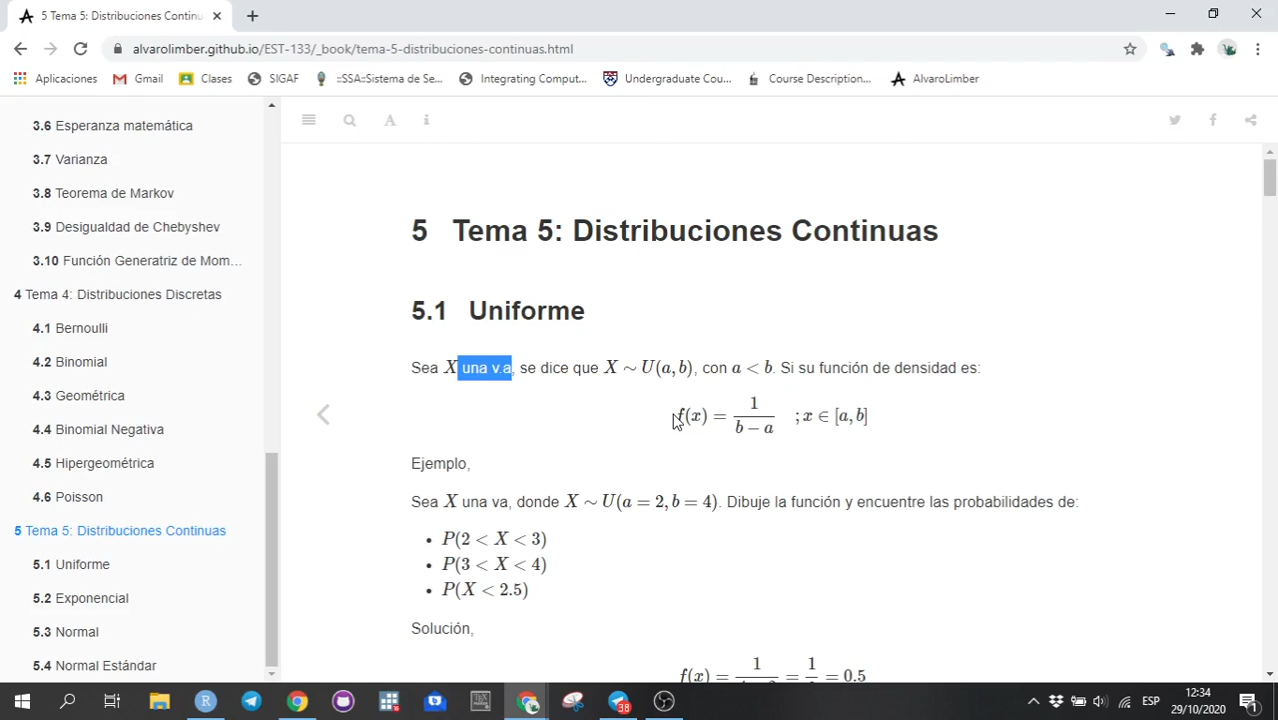 5 Tema 5: Distribuciones Continu
alvarolimber.github.io/EST-133/_book/tema-5-distribuciones-continuas.html
Aplicaciones Gmail Clases SIGAF ::SSA::Sistema de Se... Integrating Comput... Undergraduate Cou... Course Description... AlvaroLimber
3.6 Esperanza matemática
3.7 Varianza
3.8 Teorema de Markov
3.9 Desigualdad de Chebyshev
3.10 Función Generatriz de Mom...
4 Tema 4: Distribuciones Discretas
4.1 Bernoulli
4.2 Binomial
4.3 Geométrica
4.4 Binomial Negativa
4.5 Hipergeométrica
4.6 Poisson
5 Tema 5: Distribuciones Continuas
5.1 Uniforme
5.2 Exponencial
5.3 Normal
5.4 Normal Estándar
5 Tema 5: Distribuciones Continuas
5.1 Uniforme
Sea X una v.a, se dice que X ∼ U(a, b), con a < b. Si su función de densidad es:
f(x) = 1/(b − a) ; x ∈ [a, b]
Ejemplo,
Sea X una va, donde X ∼ U(a = 2, b = 4). Dibuje la función y encuentre las probabilidades de:
• P(2 < X < 3)
• P(3 < X < 4)
• P(X < 2.5)
Solución,
f(x) = 1 = 1 = 0.5
38
ESP
12:34
29/10/2020
1